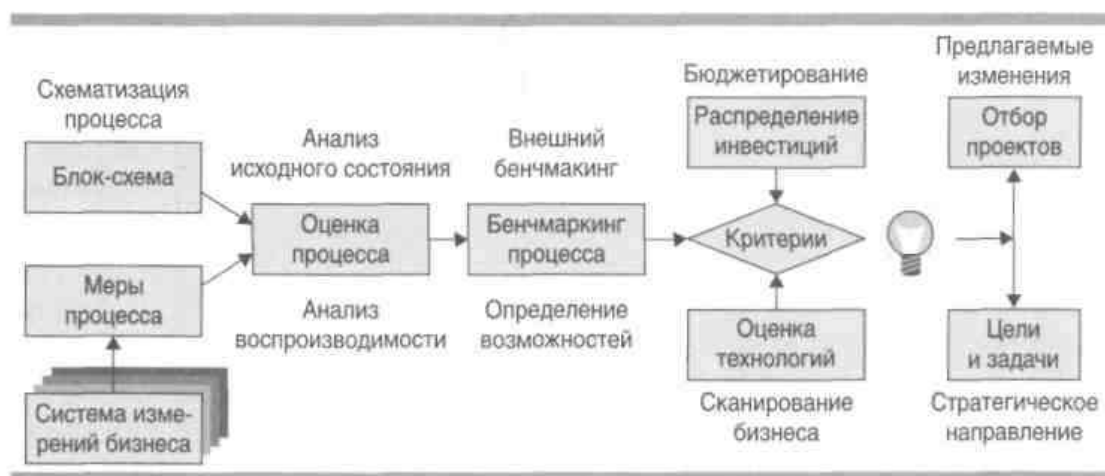 Схематизация
процесса
Блок-схема
Меры
процесса
Система изме-
рений бизнеса
Анализ
исходного состояния
Оценка
процесса
Анализ
воспроизводимости
Внешний
бенчмакинг
Бенчмаркинг
процесса
Определение
возможностей
Бюджетирование
Распределение
инвестиций
Критерии
Оценка
технологий
Сканирование
бизнеса
Предлагаемые
изменения
Отбор
проектов
Цели
и задачи
Стратегическое
направление